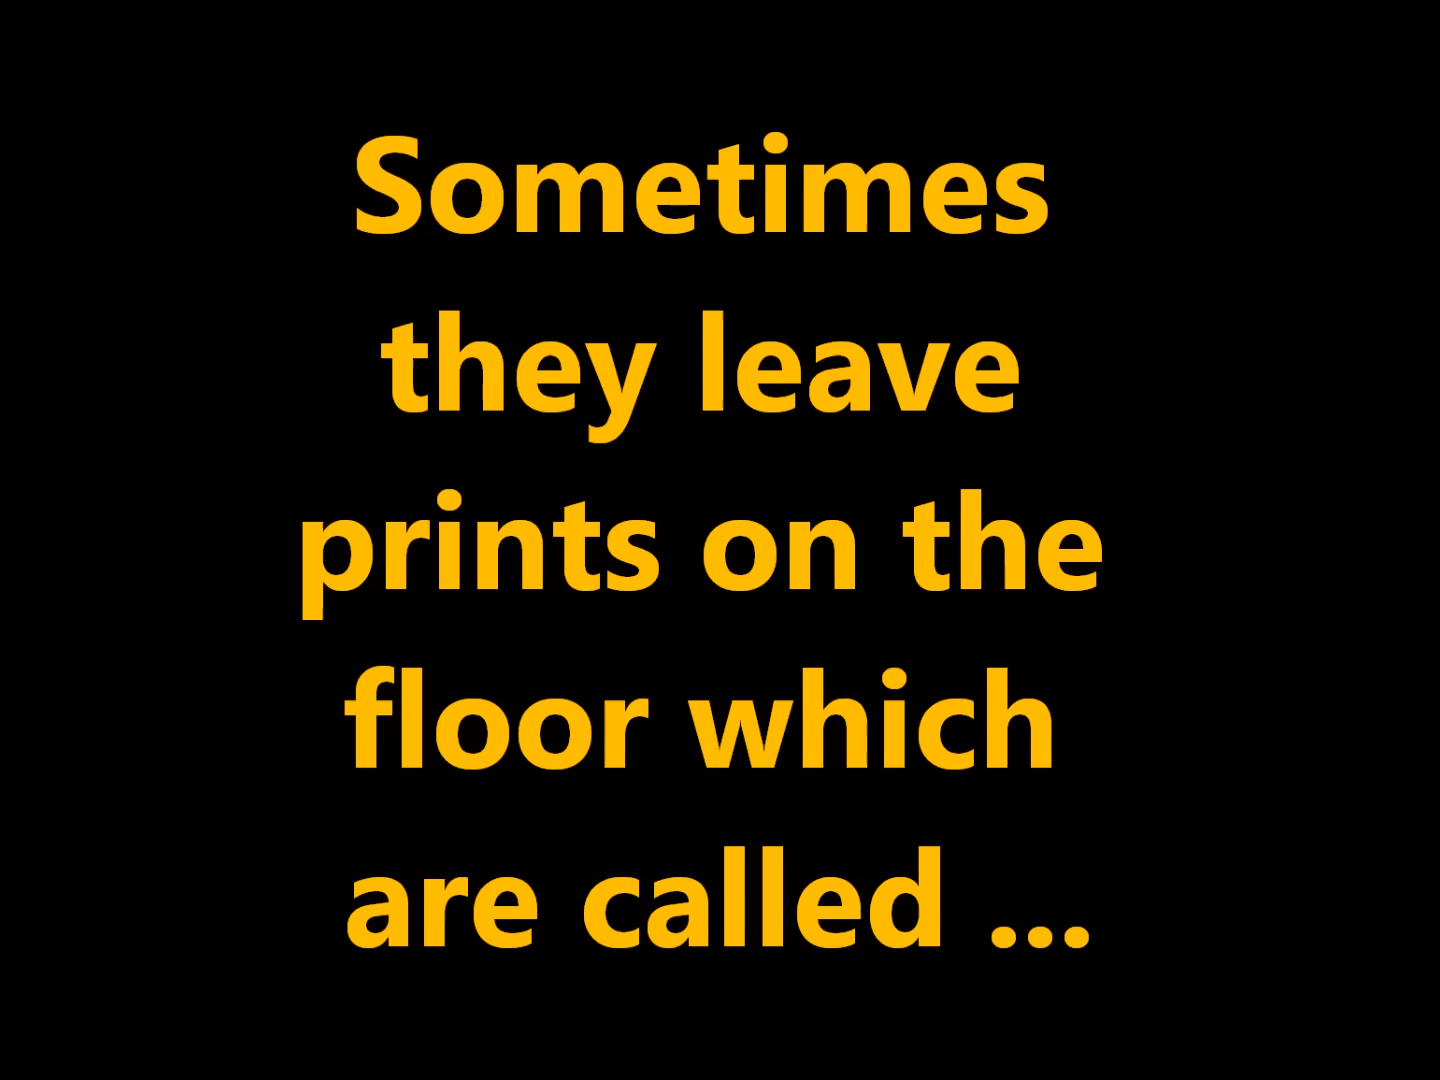 Sometimes
they leave
prints on the
floor which
are called ...